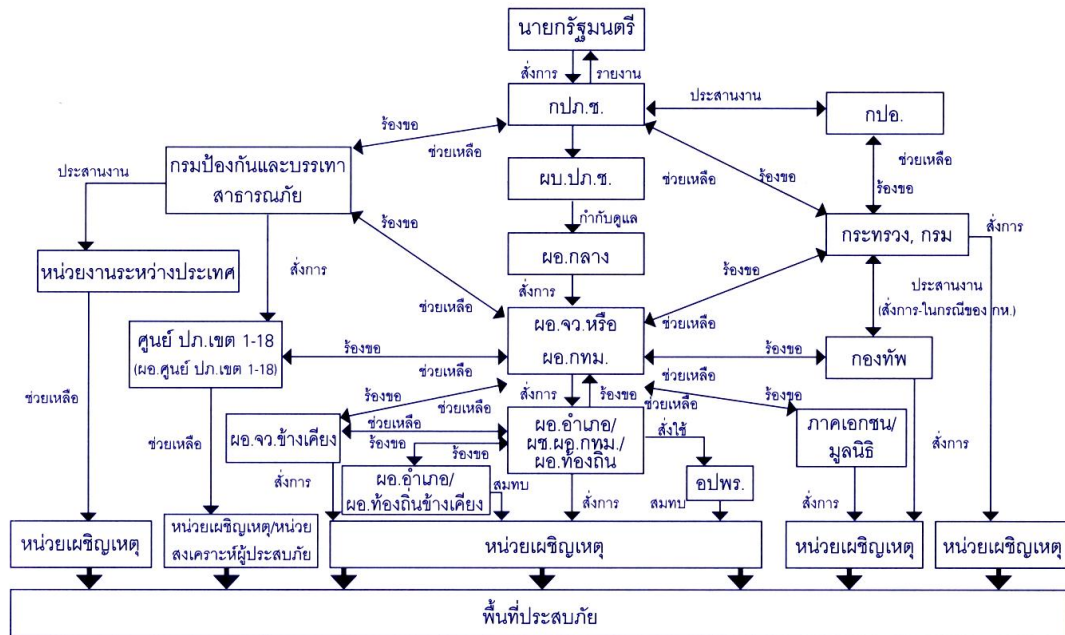 นายกรัฐมนตรี
สั่งการ
รายงาน
กปภ.ช.
ประสานงาน
กปอ.
ร้องขอ
ช่วยเหลือ
ช่วยเหลือ
ร้องขอ
ช่วยเหลือ
ร้องขอ
กรมป้องกันและบรรเทา
สาธารณภัย
ประสานงาน
ผบ.ปภ.ช.
กำกับดูแล
ร้องขอ
ช่วยเหลือ
กระทรวง, กรม
สั่งการ
หน่วยงานระหว่างประเทศ
สั่งการ
ผอ.กลาง
สั่งการ
ร้องขอ
ช่วยเหลือ
ประสานงาน
(สั่งการ-ในกรณีของ กห.)
ศูนย์ ปภ.เขต 1-18
(ผอ.ศูนย์ ปภ.เขต 1-18)
ร้องขอ
ช่วยเหลือ
ผอ.จว.หรือ
ผอ.กทม.
ร้องขอ
ช่วยเหลือ
กองทัพ
ช่วยเหลือ
ช่วยเหลือ
ร้องขอ
ช่วยเหลือ
สั่งการ
ร้องขอ
ร้องขอ
ช่วยเหลือ
ผอ.จว.ข้างเคียง
ช่วยเหลือ
ร้องขอ
ร้องขอ
ผอ.อำเภอ/
ผช.ผอ.กทม./
ผอ.ท้องถิ่น
สั่งใช้
ภาคเอกชน/
มูลนิธิ
สั่งการ
สั่งการ
ผอ.อำเภอ/
ผอ.ท้องถิ่นข้างเคียง
สมทบ
สั่งการ
อปพร.
สมทบ
สั่งการ
หน่วยเผชิญเหตุ
หน่วยเผชิญเหตุ/หน่วย
สงเคราะห์ผู้ประสบภัย
หน่วยเผชิญเหตุ
หน่วยเผชิญเหตุ
หน่วยเผชิญเหตุ
พื้นที่ประสบภัย